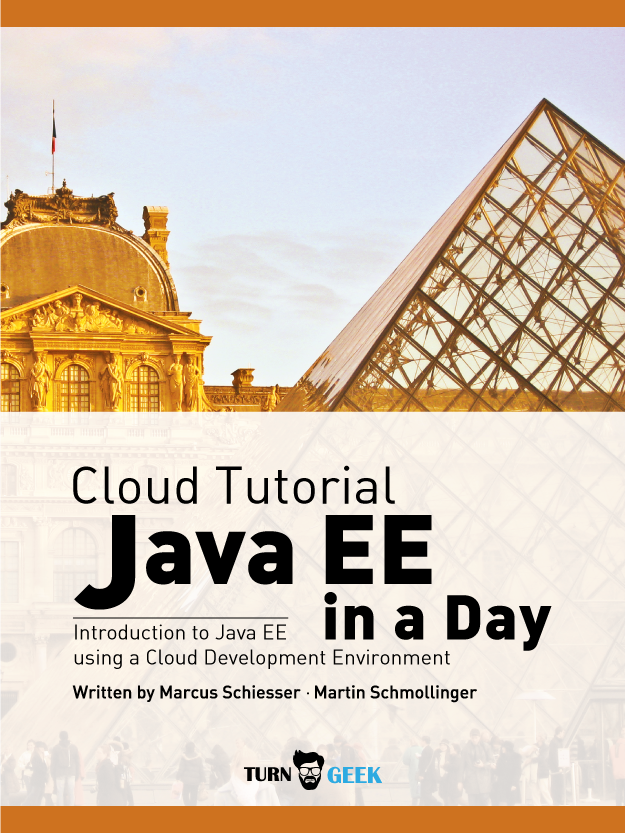 Cloud Tutorial
Java EE
in a Day
Introduction to Java EE
using a Cloud Development Environment
Written by Marcus Schiesser · Martin Schmollinger
TURN GEEK